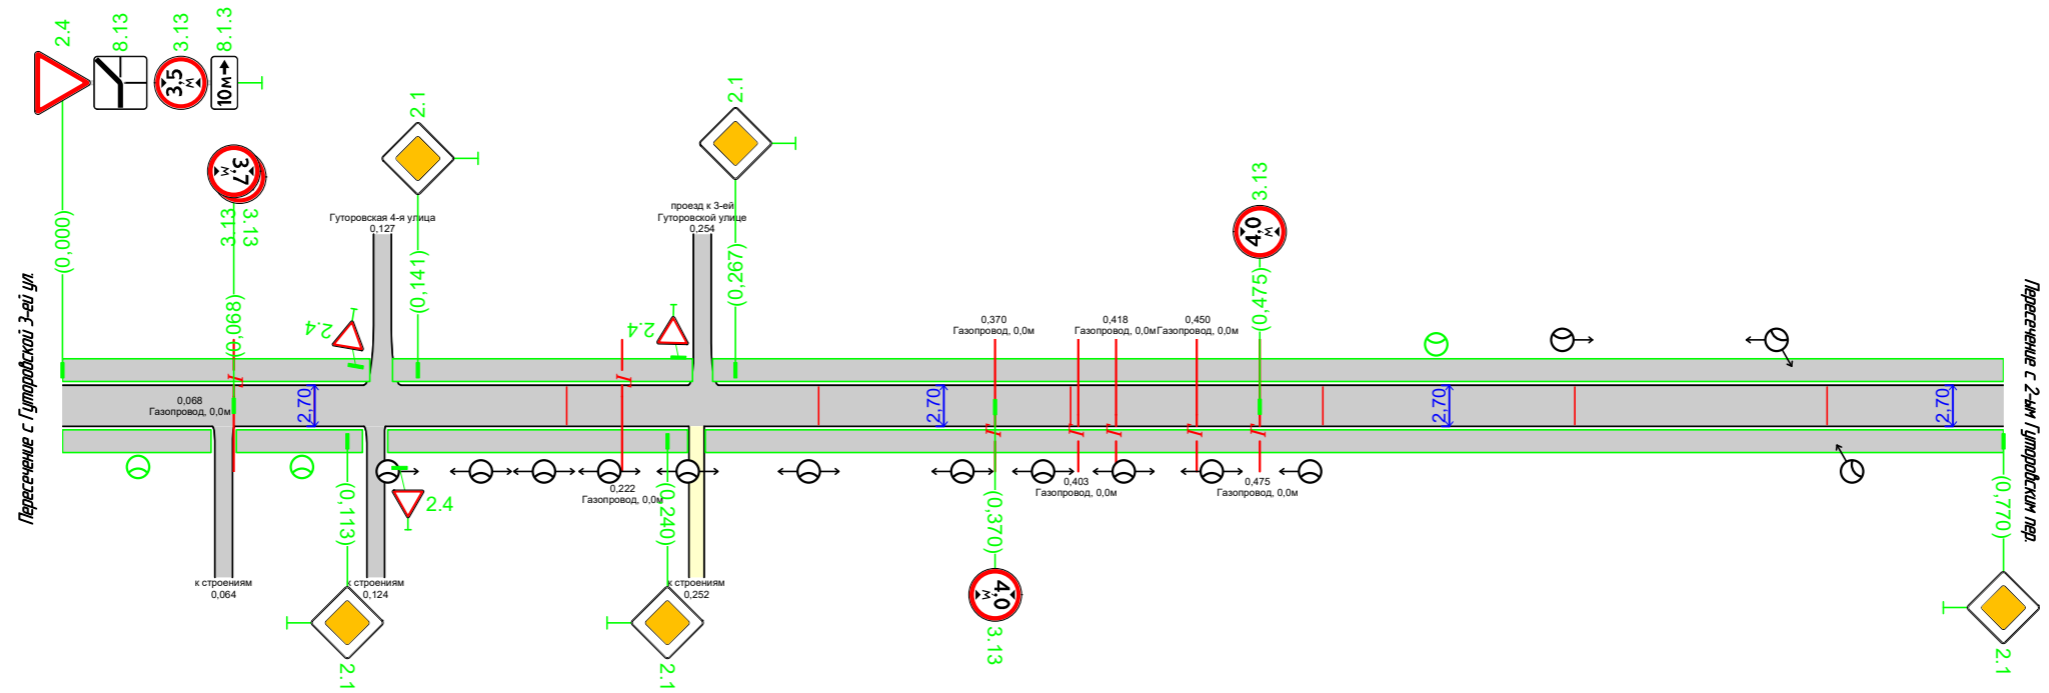 2.4
8.13
3.13
8.1.3
3,5
м
10м
(0,000)
3,7
м
3.13
3.13
(0,068)
2.1
(0,141)
2.1
(0,267)
3.13
4,0
м
(0,475)
Гуторовская 4-я улица
0,127
проезд к 3-ей
Гуторовской улице
0,254
2.4
2.4
0,370
Газопровод, 0,0м
0,418
Газопровод, 0,0м
0,450
Газопровод, 0,0м
Пересечение с Гуторовской 3-ей ул.
Пересечение с 2-ым Гуторовским пер.
0,068
Газопровод, 0,0м
2,70
2,70
2,70
2,70
0,222
Газопровод, 0,0м
0,403
Газопровод, 0,0м
0,475
Газопровод, 0,0м
2.4
(0,113)
(0,240)
(0,370)
(0,770)
к строениям
0,064
к строениям
0,124
к строениям
0,252
4,0
м
3.13
2.1
2.1
2.1